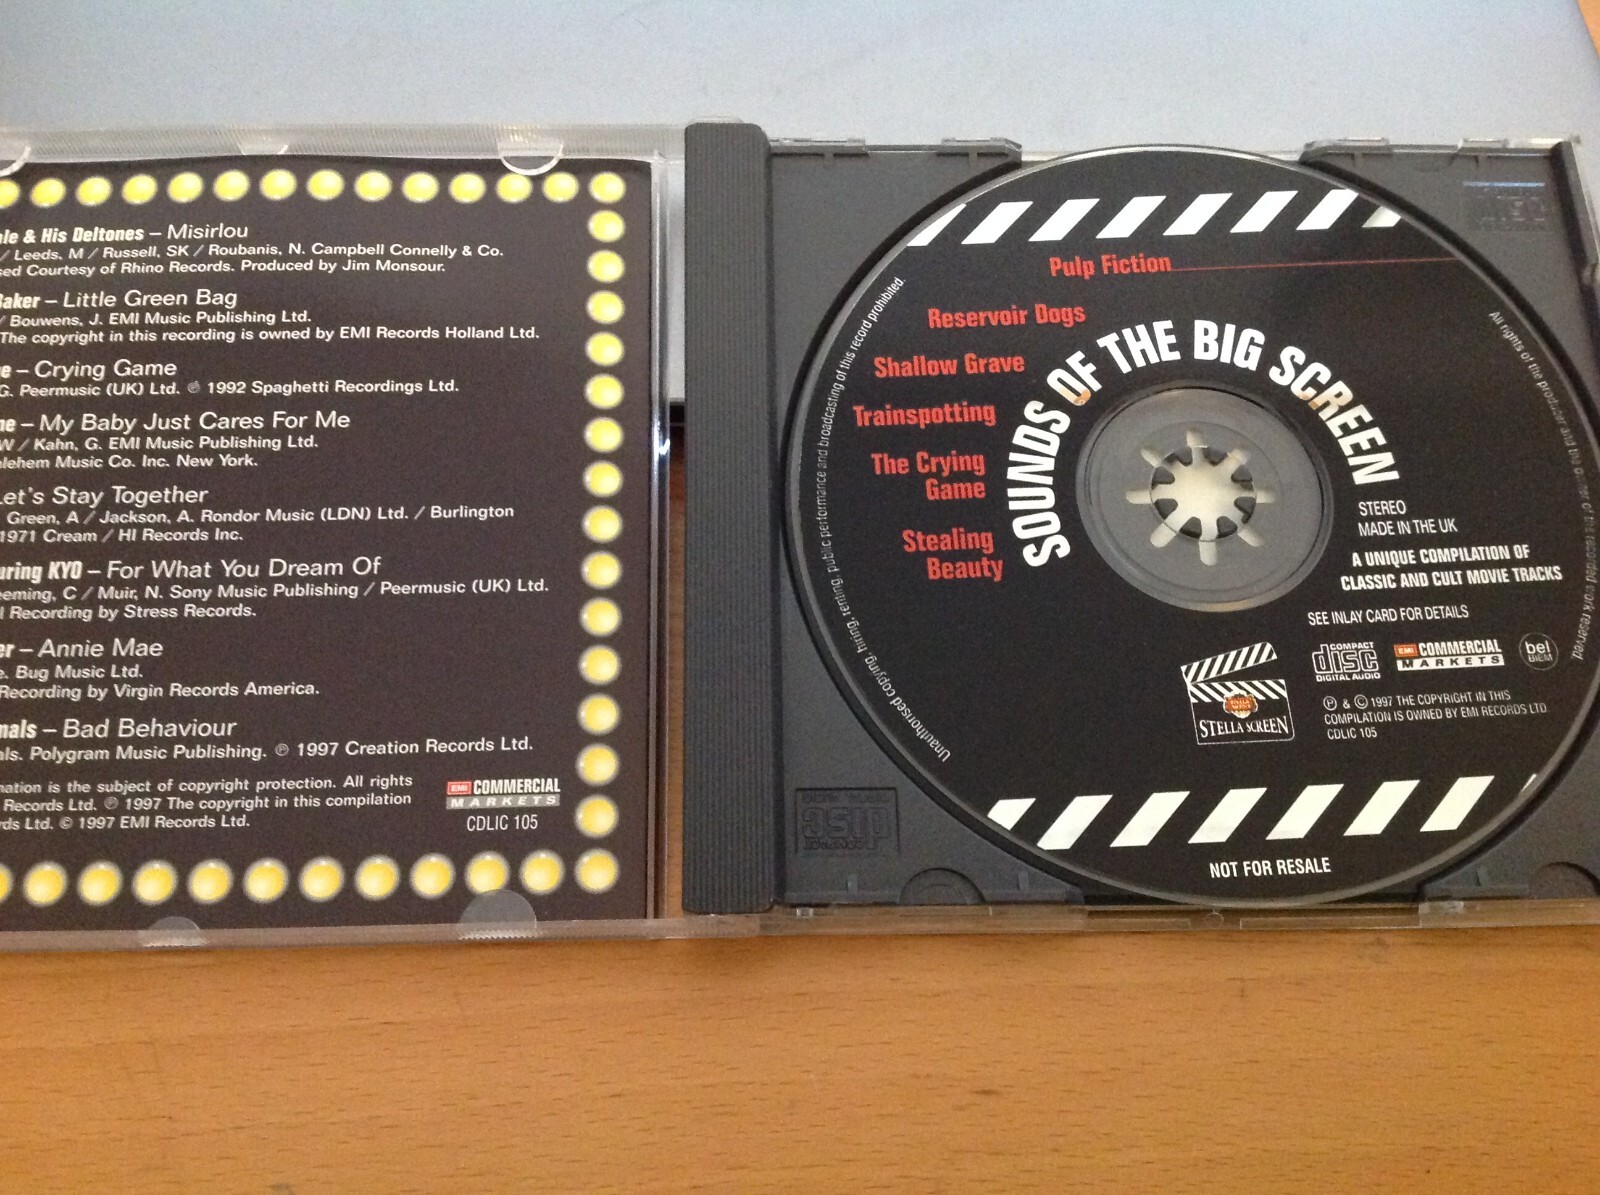 ale & His Deltones – Misirlou
/ Leeds, M / Russell, SK / Roubanis, N. Campbell Connelly & Co.
sed Courtesy of Rhino Records. Produced by Jim Monsour.
Baker – Little Green Bag
/ Bouwens, J. EMI Music Publishing Ltd.
The copyright in this recording is owned by EMI Records Holland Ltd.
e – Crying Game
G. Peermusic (UK) Ltd. ℗ 1992 Spaghetti Recordings Ltd.
ne – My Baby Just Cares For Me
W / Kahn, G. EMI Music Publishing Ltd.
lehem Music Co. Inc. New York.
Let's Stay Together
Green, A / Jackson, A. Rondor Music (LDN) Ltd. / Burlington
1971 Cream / HI Records Inc.
uring KYO – For What You Dream Of
eeming, C / Muir, N. Sony Music Publishing / Peermusic (UK) Ltd.
l Recording by Stress Records.
er – Annie Mae
e. Bug Music Ltd.
Recording by Virgin Records America.
mals – Bad Behaviour
ls. Polygram Music Publishing. ℗ 1997 Creation Records Ltd.
nation is the subject of copyright protection. All rights
Records Ltd. ℗ 1997 The copyright in this compilation
rds Ltd. © 1997 EMI Records Ltd.
EMI COMMERCIAL
MARKETS
CDLIC 105
Pulp Fiction
Reservoir Dogs
Shallow Grave
Trainspotting
The Crying
Game
Stealing
Beauty
SOUNDS OF THE BIG SCREEN
STEREO
MADE IN THE UK
A UNIQUE COMPILATION OF
CLASSIC AND CULT MOVIE TRACKS
SEE INLAY CARD FOR DETAILS
STELLA SCREEN
COMPACT
disc
DIGITAL AUDIO
EMI COMMERCIAL
MARKETS
bel
BIEM
℗ & © 1997 THE COPYRIGHT IN THIS
COMPILATION IS OWNED BY EMI RECORDS LTD.
CDLIC 105
NOT FOR RESALE
Unauthorised copying, hiring, renting, public performance and broadcasting of this record prohibited.
All rights of the producer and the owner of the recorded work reserved.